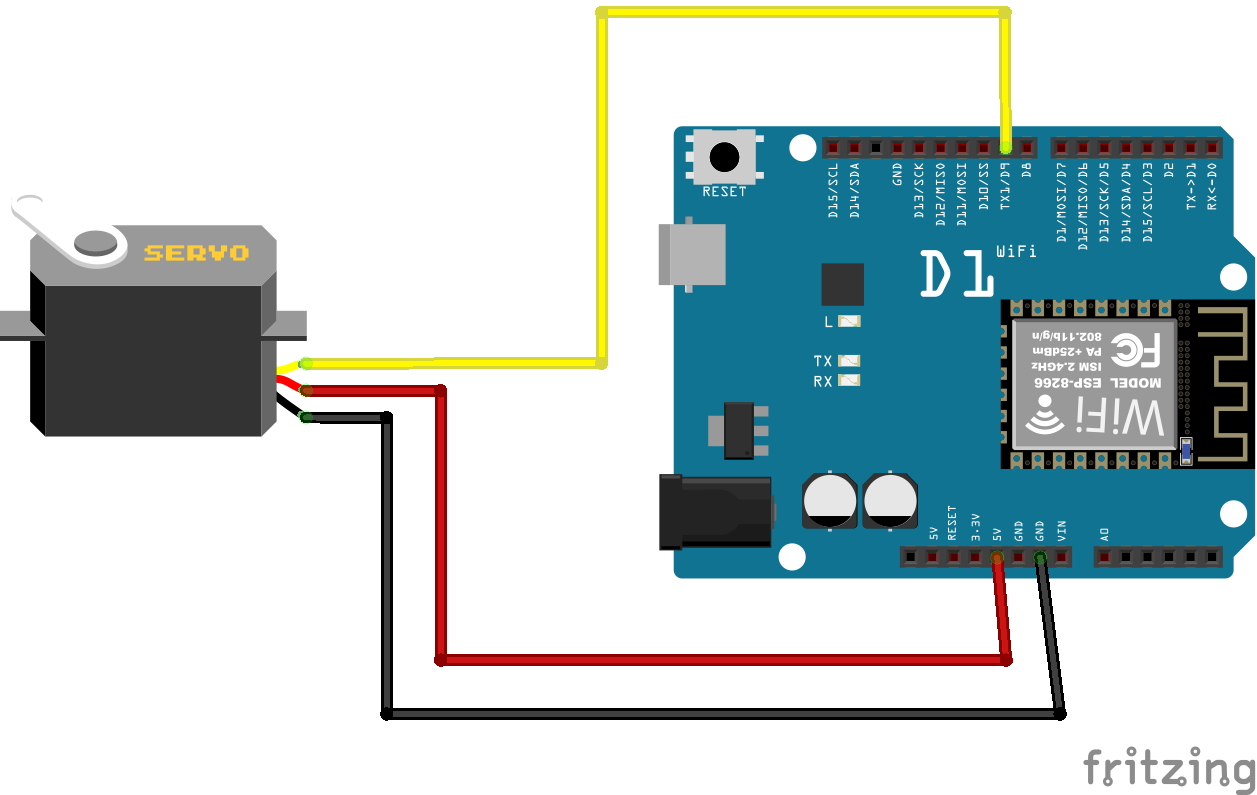 RESET
D15/SCL
D14/SDA
GND
D13/SCK
D12/MISO
D11/MOSI
D10/SS
TX1/D9
D8
D1/MOSI/D7
D12/MISO/D6
D13/SCK/D5
D14/SDA/D4
D15/SCL/D3
D2
TX->D1
RX<-D0
SERVO
D1 WiFi
L
TX
RX
WiFi
MODEL ESP-8266
ISM 2.4GHz
PA +25dBm
802.11b/g/n
FC
5V
RESET
3.3V
5V
GND
GND
VIN
A0
fritzing